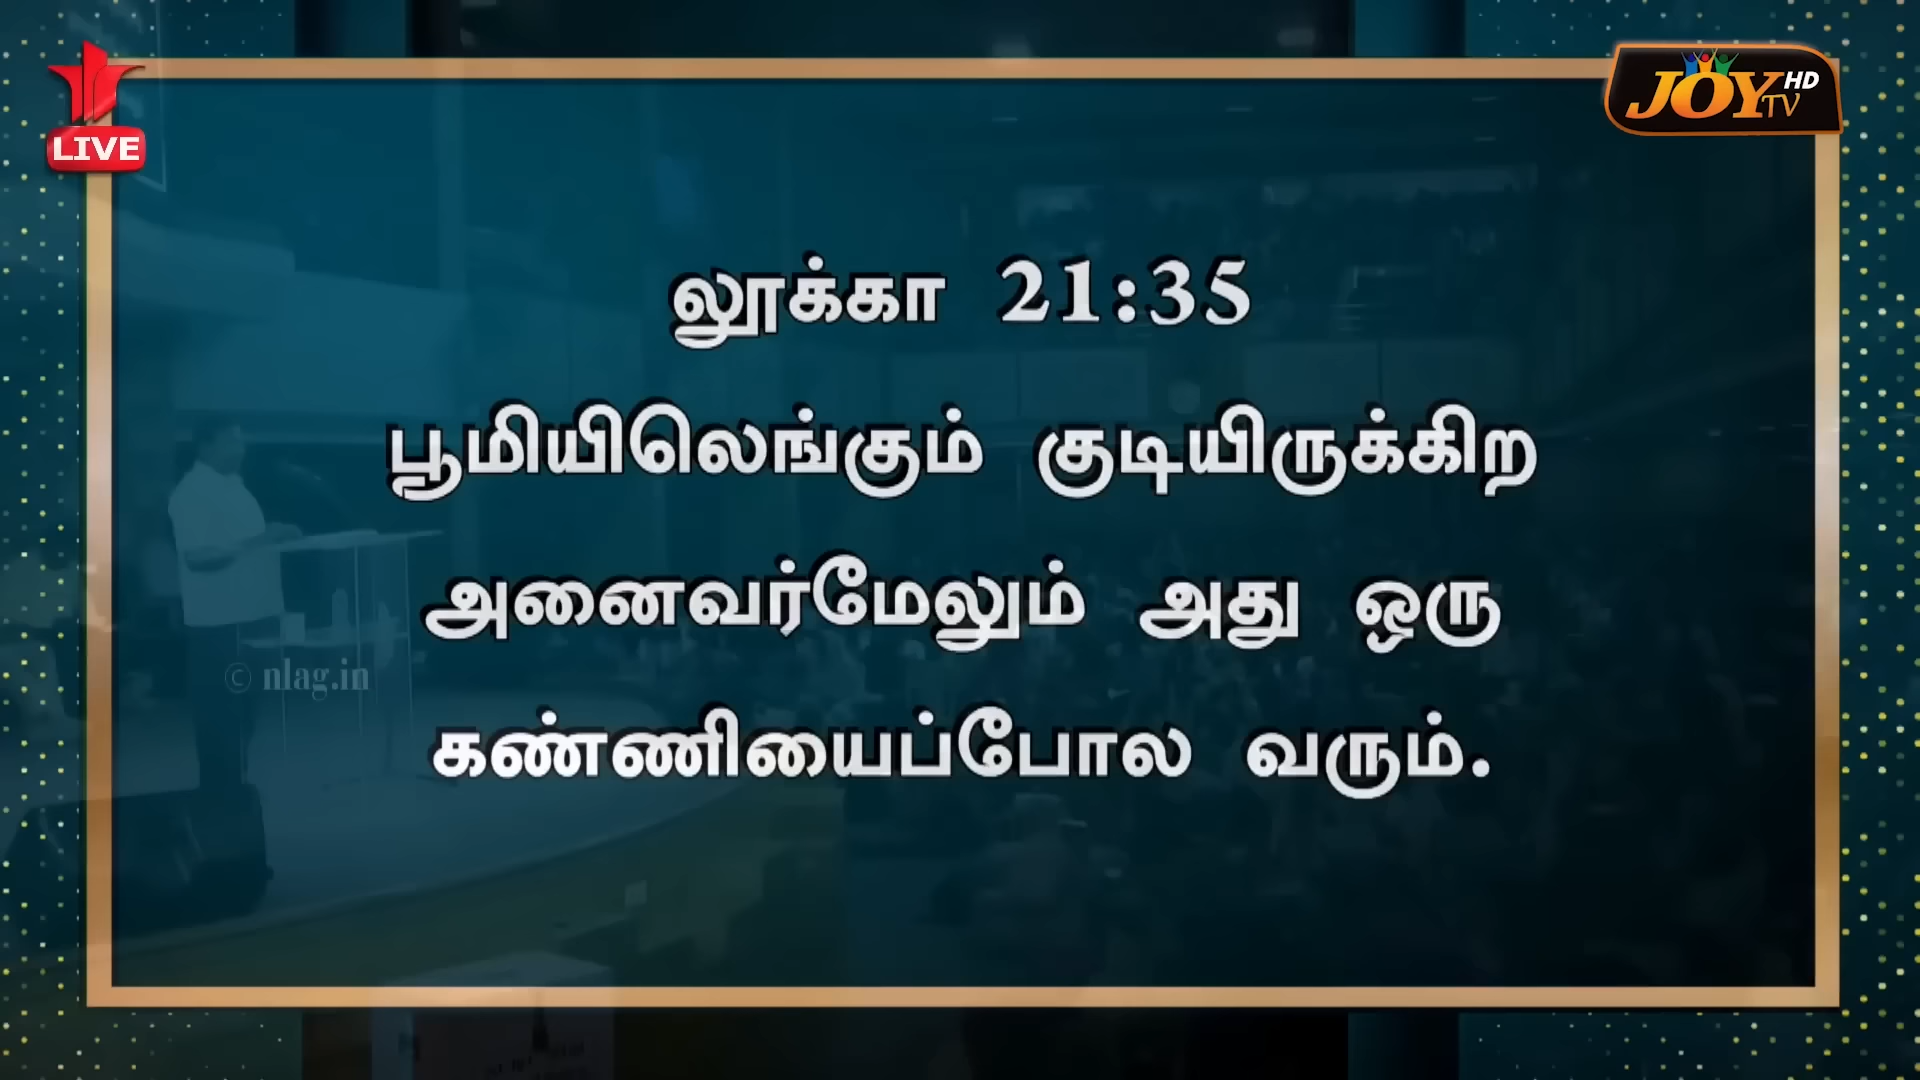 LIVE
JOY TV HD
லூக்கா 21:35
பூமியிலெங்கும் குடியிருக்கிற
அனைவர்மேலும் அது ஒரு
கண்ணியைப்போல வரும்.
© nlag.in